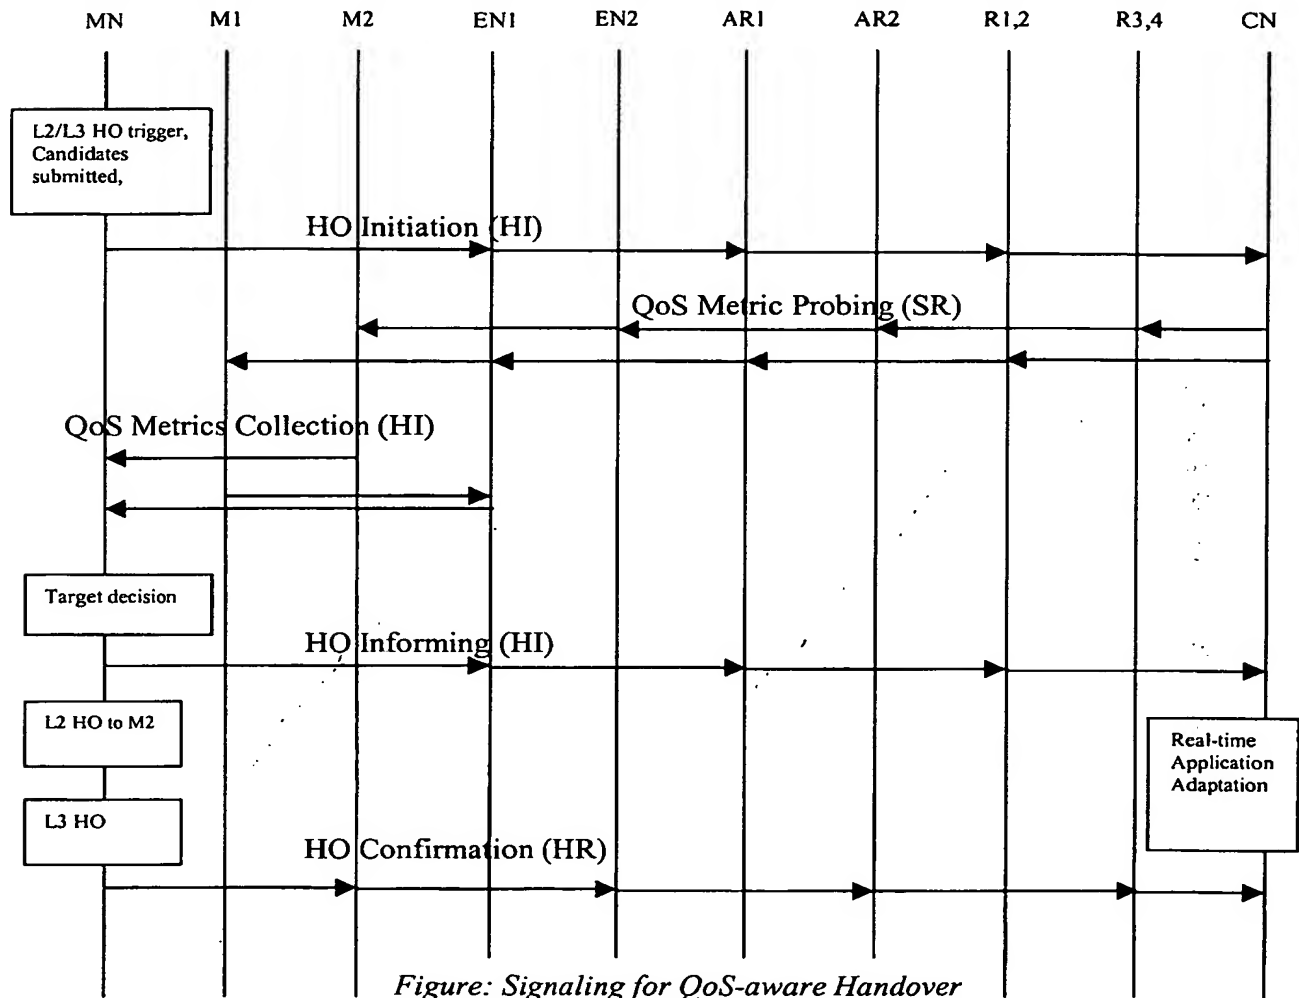 MN M1 M2 EN1 EN2 AR1 AR2 R1,2 R3,4 CN
L2/L3 HO trigger,
Candidates
submitted,
HO Initiation (HI)
QoS Metric Probing (SR)
QoS Metrics Collection (HI)
Target decision
HO Informing (HI)
L2 HO to M2
Real-time
Application
Adaptation
L3 HO
HO Confirmation (HR)
Figure: Signaling for QoS-aware Handover